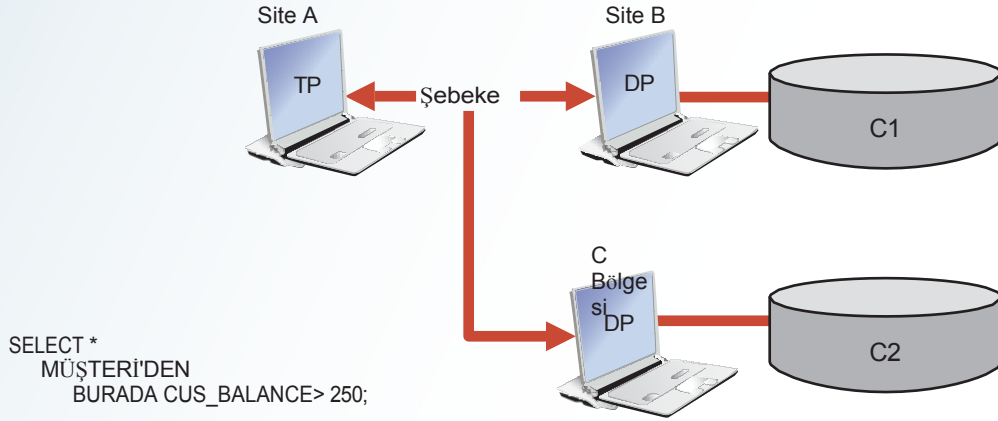 Site A
Site B
TP
Şebeke
DP
C1
C
Bölge
si
DP
C2
SELECT *
MÜŞTERİ'DEN
BURADA CUS_BALANCE> 250;